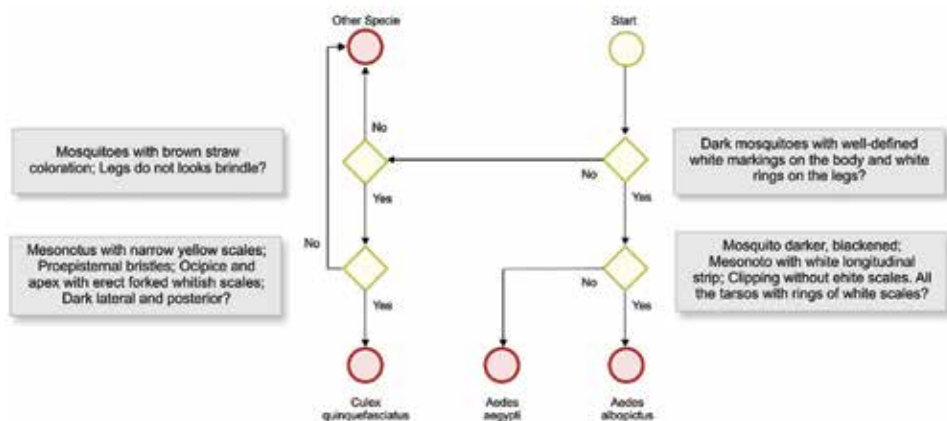 Other Specie
Start
No
Mosquitoes with brown straw
coloration; Legs do not looks brindle?
Dark mosquitoes with well-defined
white markings on the body and white
rings on the legs?
No
Yes
Yes
Mesonotus with narrow yellow scales;
Proepisternal bristles; Ocipice and
apex with erect forked whitish scales;
Dark lateral and posterior?
No
Mosquito darker, blackened;
Mesonoto with white longitudinal
strip; Clipping without ehite scales. All
the tarsos with rings of white scales?
No
Yes
Yes
Culex
quinquefasciatus
Aedes
aegypti
Aedes
albopictus